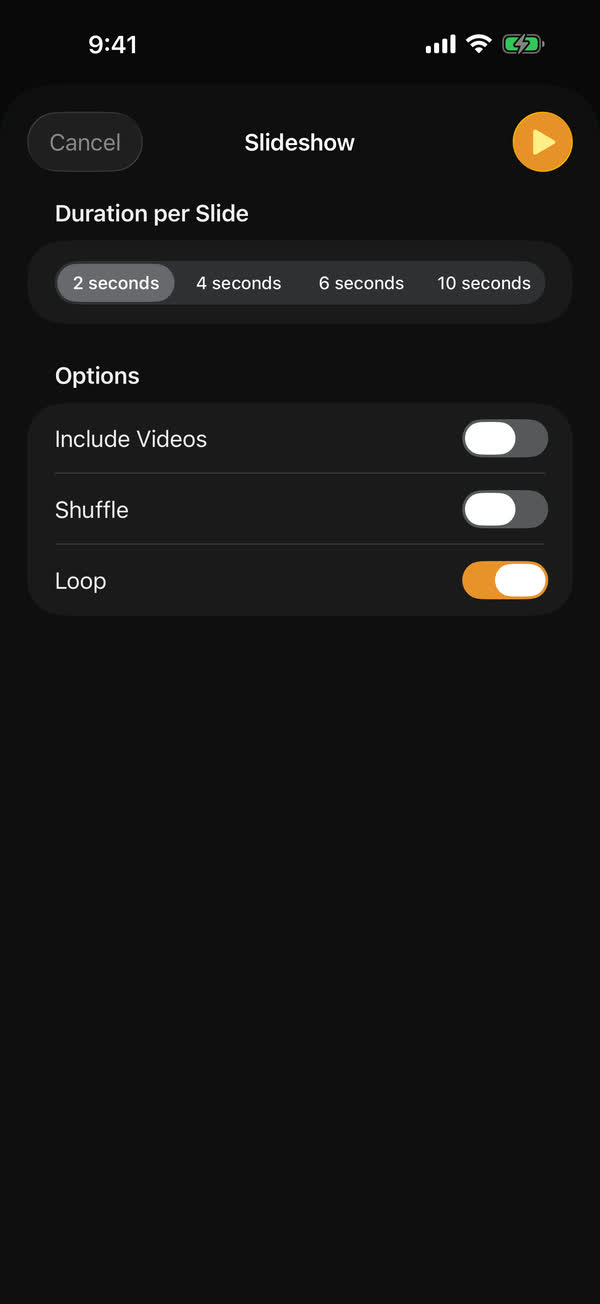 9:41
Cancel
Slideshow
Duration per Slide
2 seconds
4 seconds
6 seconds
10 seconds
Options
Include Videos
Shuffle
Loop